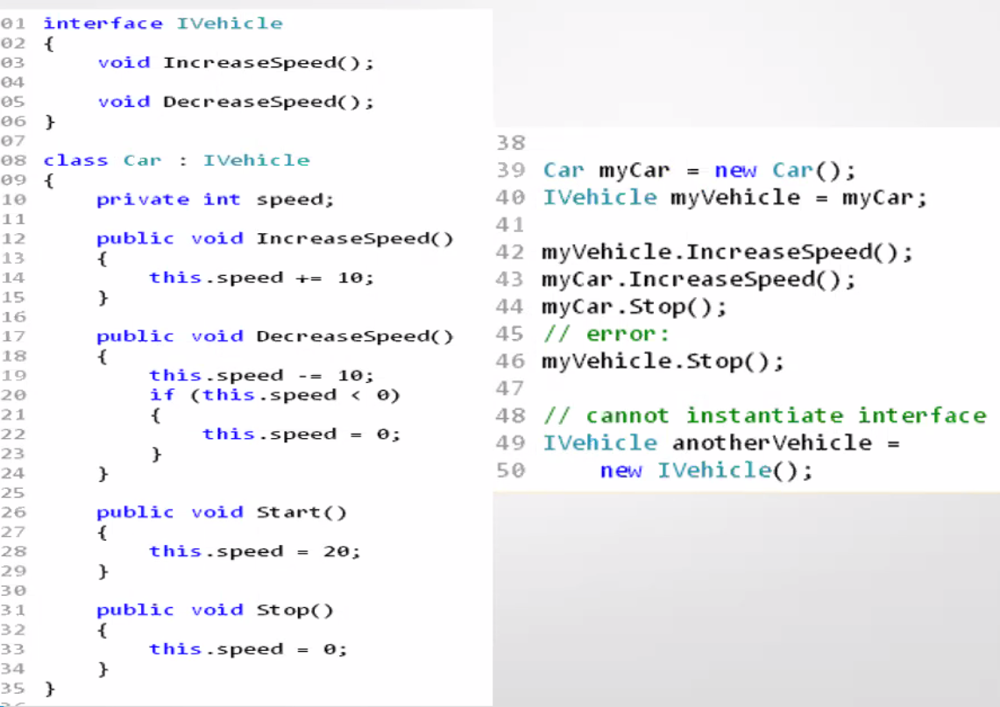 01 interface IVehicle
02 {
03 void IncreaseSpeed();
04
05 void DecreaseSpeed();
06 }
07
08 class Car : IVehicle
09 {
10 private int speed;
11
12 public void IncreaseSpeed()
13 {
14 this.speed += 10;
15 }
16
17 public void DecreaseSpeed()
18 {
19 this.speed -= 10;
20 if (this.speed < 0)
21 {
22 this.speed = 0;
23 }
24 }
25
26 public void Start()
27 {
28 this.speed = 20;
29 }
30
31 public void Stop()
32 {
33 this.speed = 0;
34 }
35 }
38
39 Car myCar = new Car();
40 IVehicle myVehicle = myCar;
41
42 myVehicle.IncreaseSpeed();
43 myCar.IncreaseSpeed();
44 myCar.Stop();
45 // error:
46 myVehicle.Stop();
47
48 // cannot instantiate interface
49 IVehicle anotherVehicle =
50 new IVehicle();